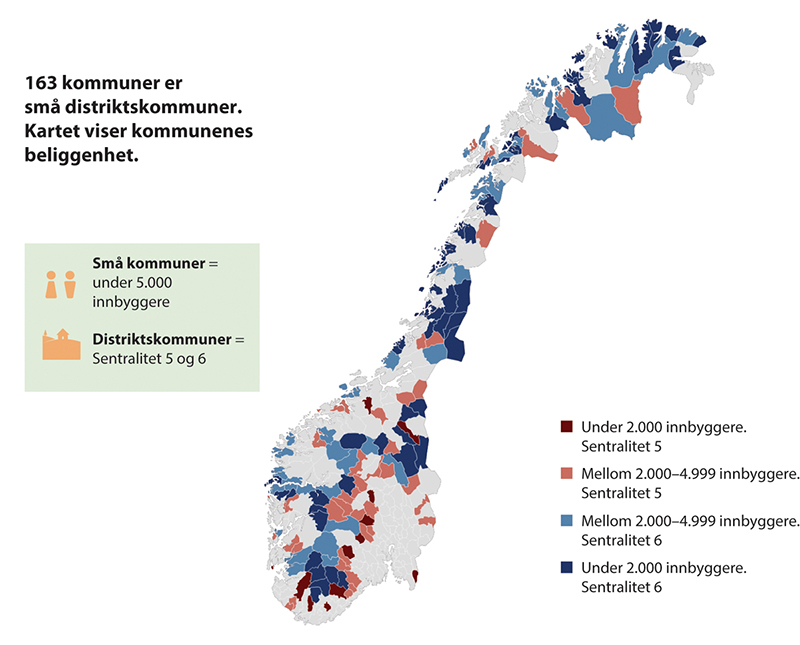 163 kommuner er
små distriktskommuner.
Kartet viser kommunenes
beliggenhet.
Små kommuner =
under 5.000
innbyggere
Distriktskommuner =
Sentralitet 5 og 6
Under 2.000 innbyggere.
Sentralitet 5
Mellom 2.000–4.999 innbyggere.
Sentralitet 5
Mellom 2.000–4.999 innbyggere.
Sentralitet 6
Under 2.000 innbyggere.
Sentralitet 6